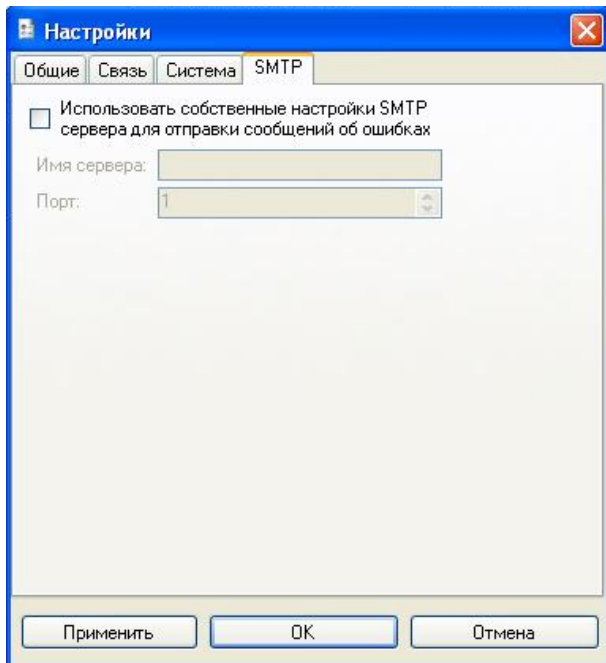 Настройки
Общие Связь Система SMTP
Использовать собственные настройки SMTP
сервера для отправки сообщений об ошибках
Имя сервера:
Порт: 1
Применить OK Отмена